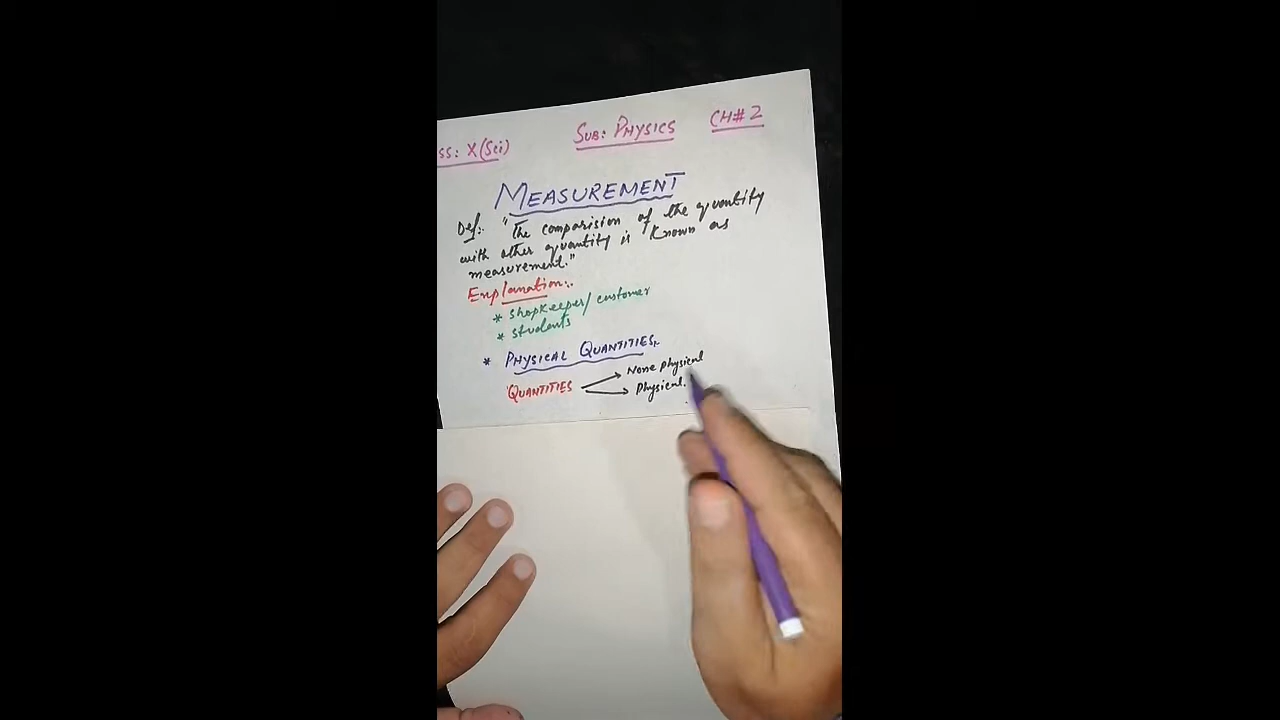 ss: X(Sci) SUB: PHYSICS CH# 2
MEASUREMENT
Def:. "The comparision of the quantity
with other quantity is known as
measurement."
Explanation:.
* Shopkeeper/customer
* Students
* PHYSICAL QUANTITIES:.
QUANTITIES None physical
Physical.